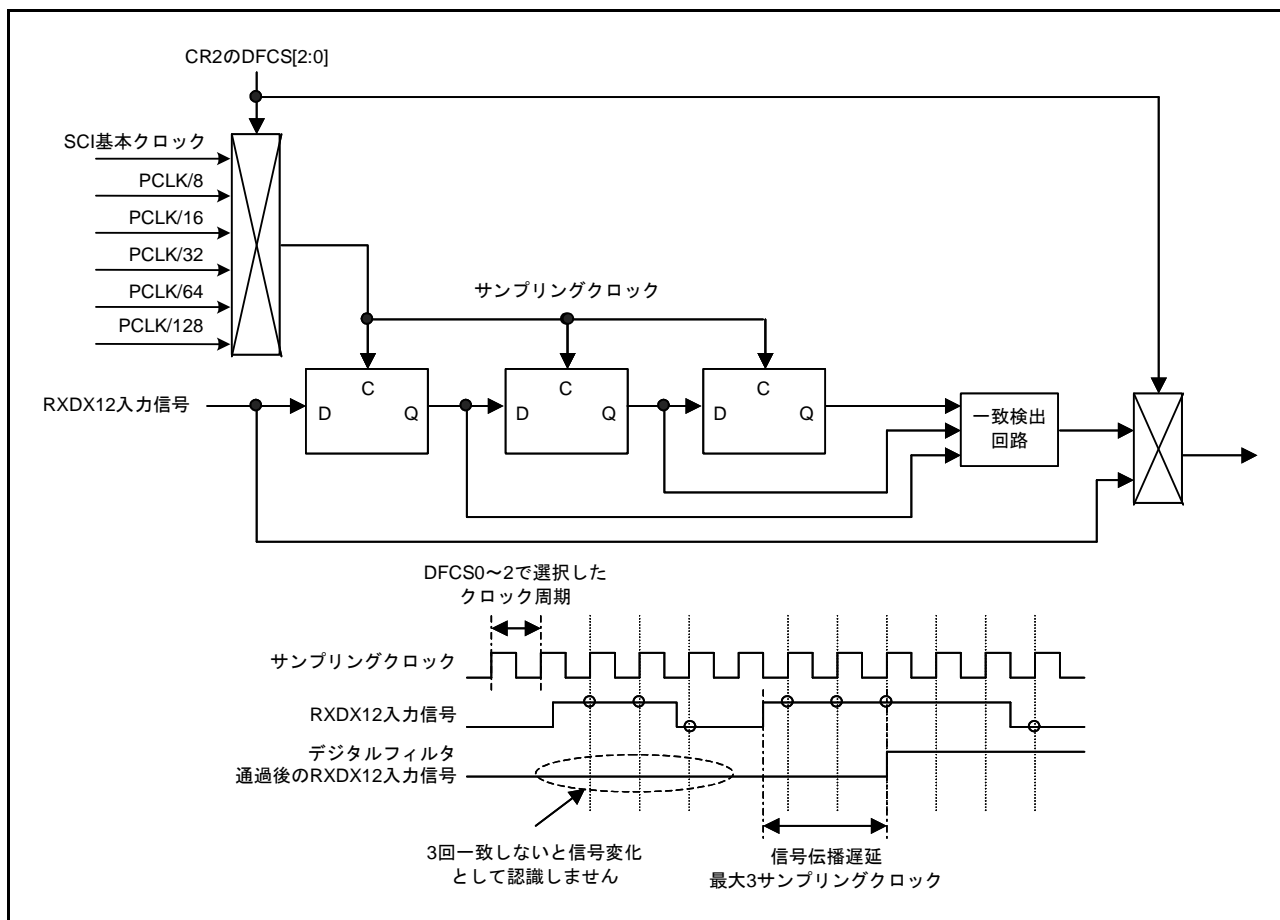 CR2のDFCS[2:0]
SCI基本クロック
PCLK/8
PCLK/16
PCLK/32
PCLK/64
PCLK/128
サンプリングクロック
RXDX12入力信号
C
D
Q
C
D
Q
C
D
Q
一致検出
回路
DFCS0～2で選択した
クロック周期
サンプリングクロック
RXDX12入力信号
デジタルフィルタ
通過後のRXDX12入力信号
3回一致しないと信号変化
として認識しません
信号伝播遅延
最大3サンプリングクロック